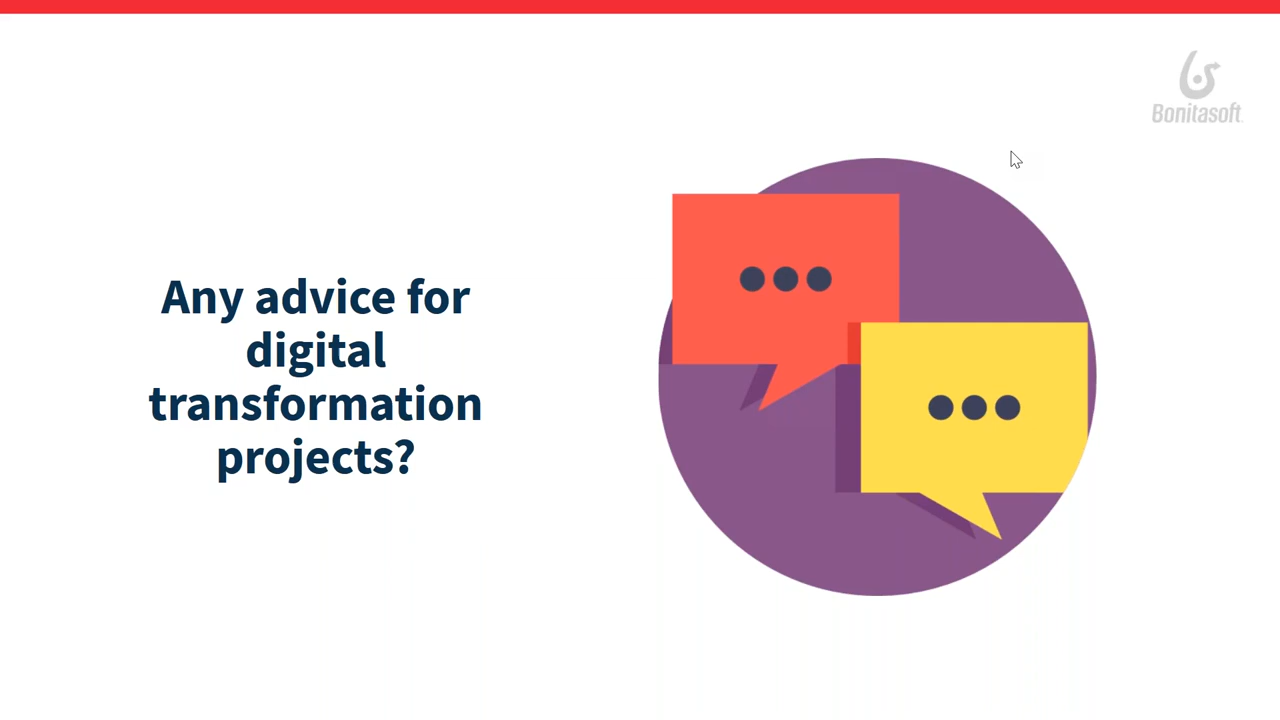 Bonitasoft
Any advice for
digital
transformation
projects?